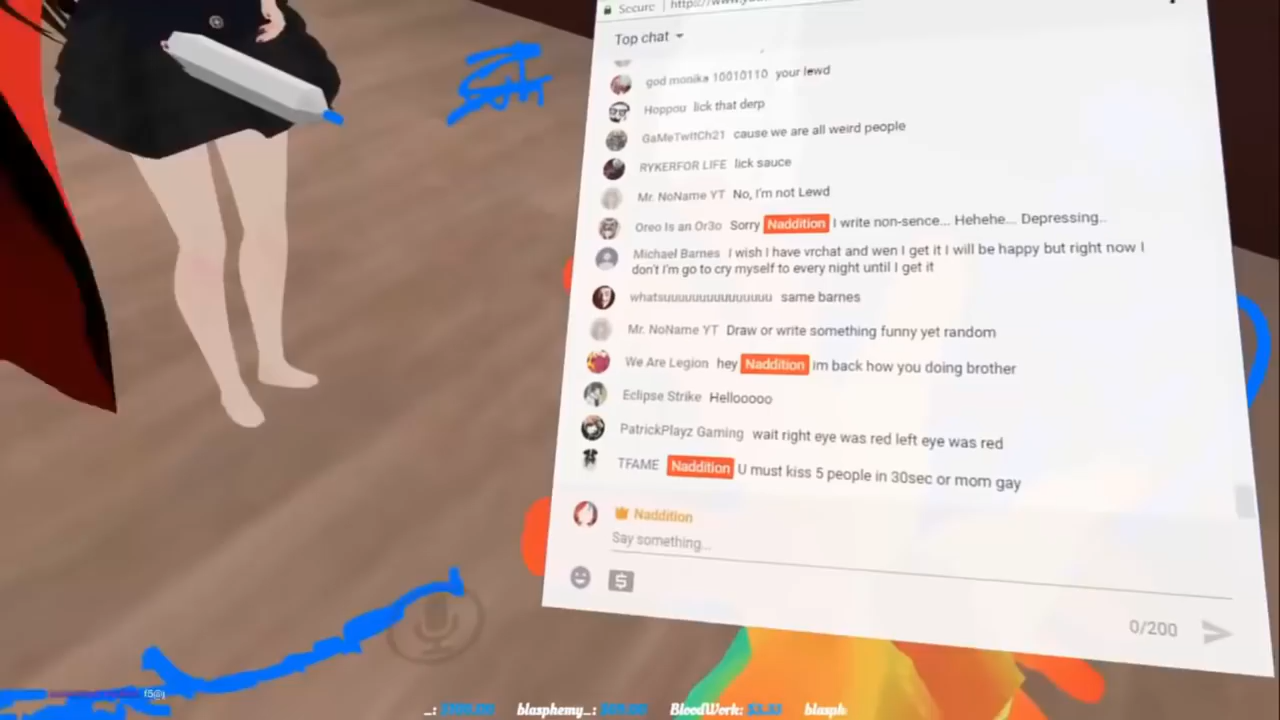 Secure | http://www.you
Top chat
god monika 10010110 your lewd
Hoppou lick that derp
GaMeTwItCh21 cause we are all weird people
RYKERFOR LIFE lick sauce
Mr. NoName YT No, I'm not Lewd
Oreo Is an Or3o Sorry Naddition I write non-sence... Hehehe... Depressing..
Michael Barnes I wish I have vrchat and wen I get it I will be happy but right now I
don't I'm go to cry myself to every night until I get it
whatsuuuuuuuuuuuuuuu same barnes
Mr. NoName YT Draw or write something funny yet random
We Are Legion hey Naddition im back how you doing brother
Eclipse Strike Hellooooo
PatrickPlayz Gaming wait right eye was red left eye was red
TFAME Naddition U must kiss 5 people in 30sec or mom gay
Naddition
Say something...
0/200
_: blasphemy_: BloodWork: blasph